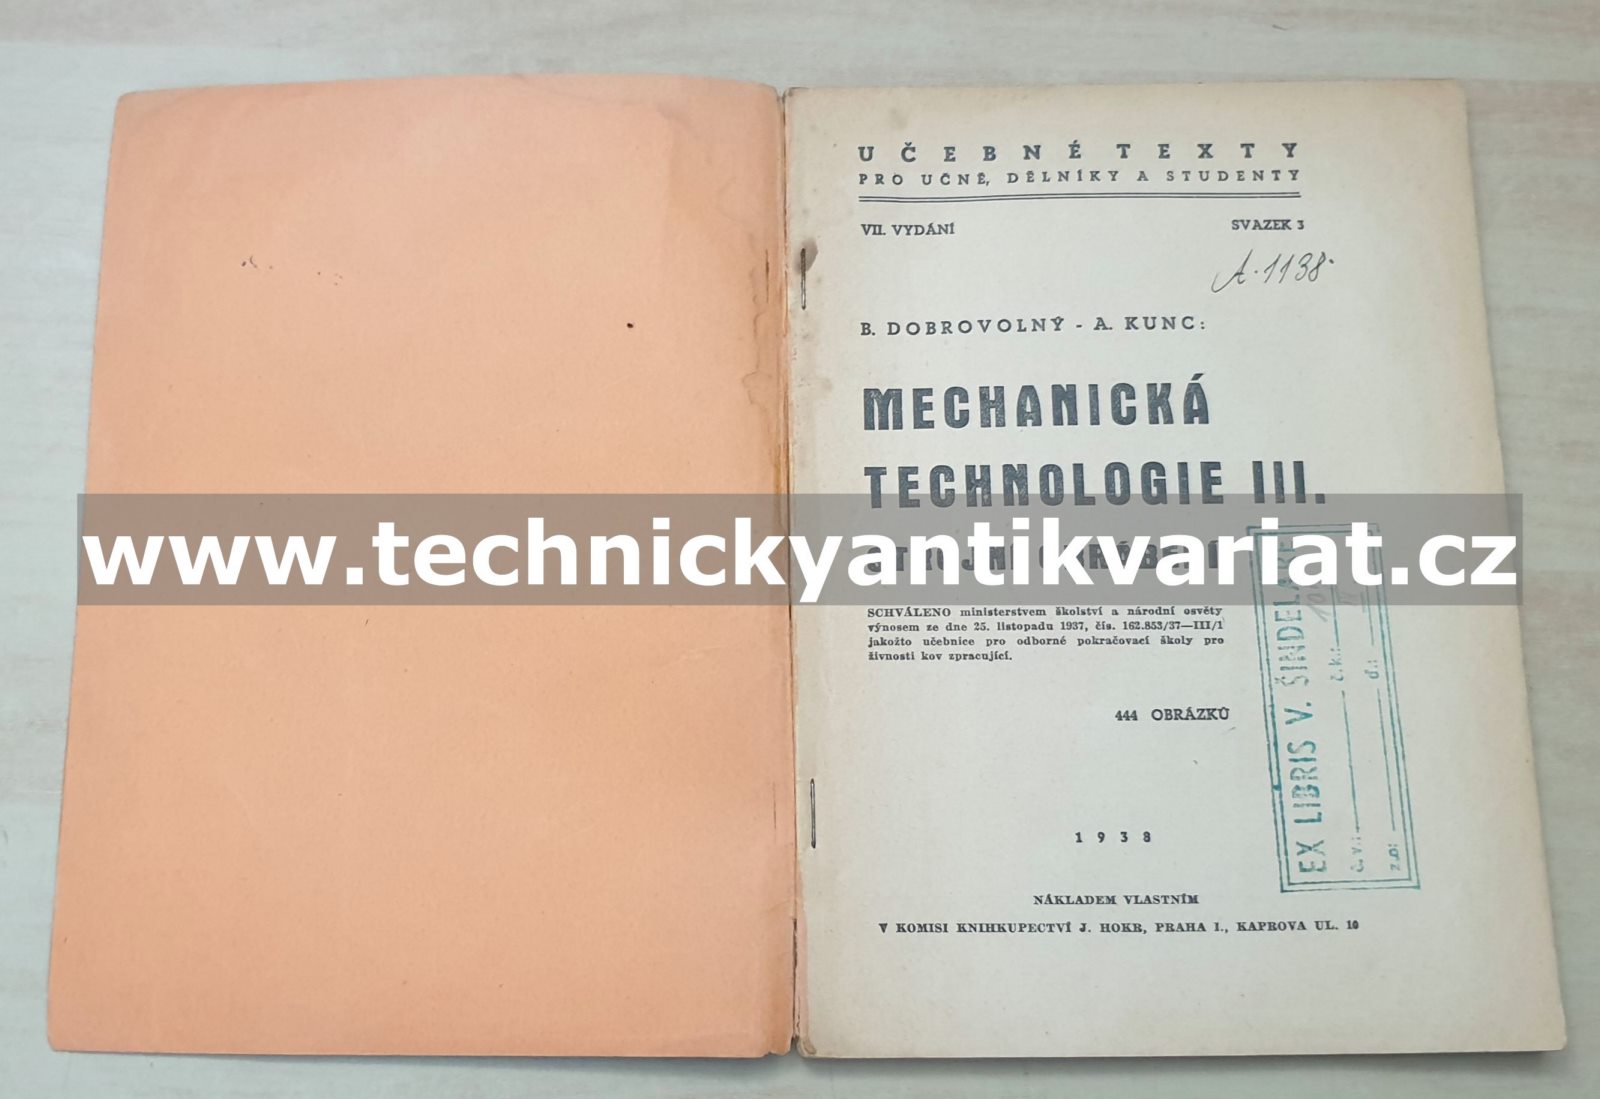 UČEBNÉ TEXTY
PRO UČNĚ, DĚLNÍKY A STUDENTY
VII. VYDÁNÍ SVAZEK 3
A. 1138.
B. DOBROVOLNÝ - A. KUNC:
MECHANICKÁ
TECHNOLOGIE III.
www.technickyantikvariat.cz
SCHVÁLENO ministerstvem školství a národní osvěty
výnosem ze dne 25. listopadu 1937, čís. 162.853/37—III/1
jakožto učebnice pro odborné pokračovací školy pro
živnosti kov zpracující.
444 OBRÁZKŮ
1938
NÁKLADEM VLASTNÍM
V KOMISI KNIHKUPECTVÍ J. HOKR, PRAHA I., KAPROVA UL. 10
EX LIBRIS V. ŠINDELÁŘ
č.v.: č.k.:
z.o: d.: